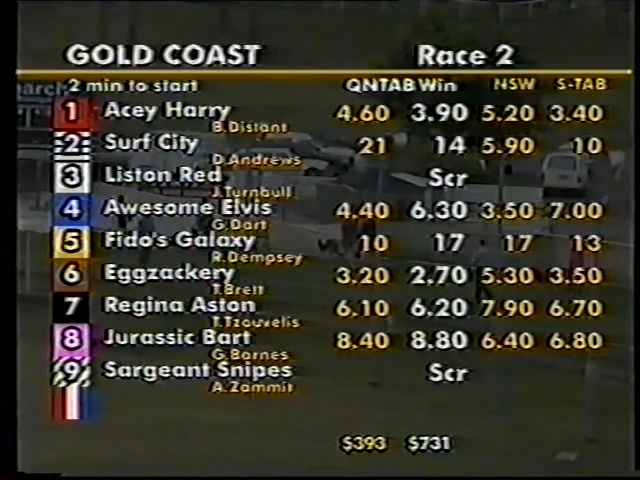 GOLD COAST Race 2
2 min to start QNTAB Win NSW S-TAB
1 Acey Harry 4.60 3.90 5.20 3.40
B.Distant
2 Surf City 21 14 5.90 10
D.Andrews
3 Liston Red Scr
J.Turnbull
4 Awesome Elvis 4.40 6.30 3.50 7.00
G.Dart
5 Fido's Galaxy 10 17 17 13
R.Dempsey
6 Eggzackery 3.20 2.70 5.30 3.50
T.Brett
7 Regina Aston 6.10 6.20 7.90 6.70
T.Tzouvelis
8 Jurassic Bart 8.40 8.80 6.40 6.80
G.Barnes
9 Sargeant Snipes Scr
A.Zammit
$393 $731